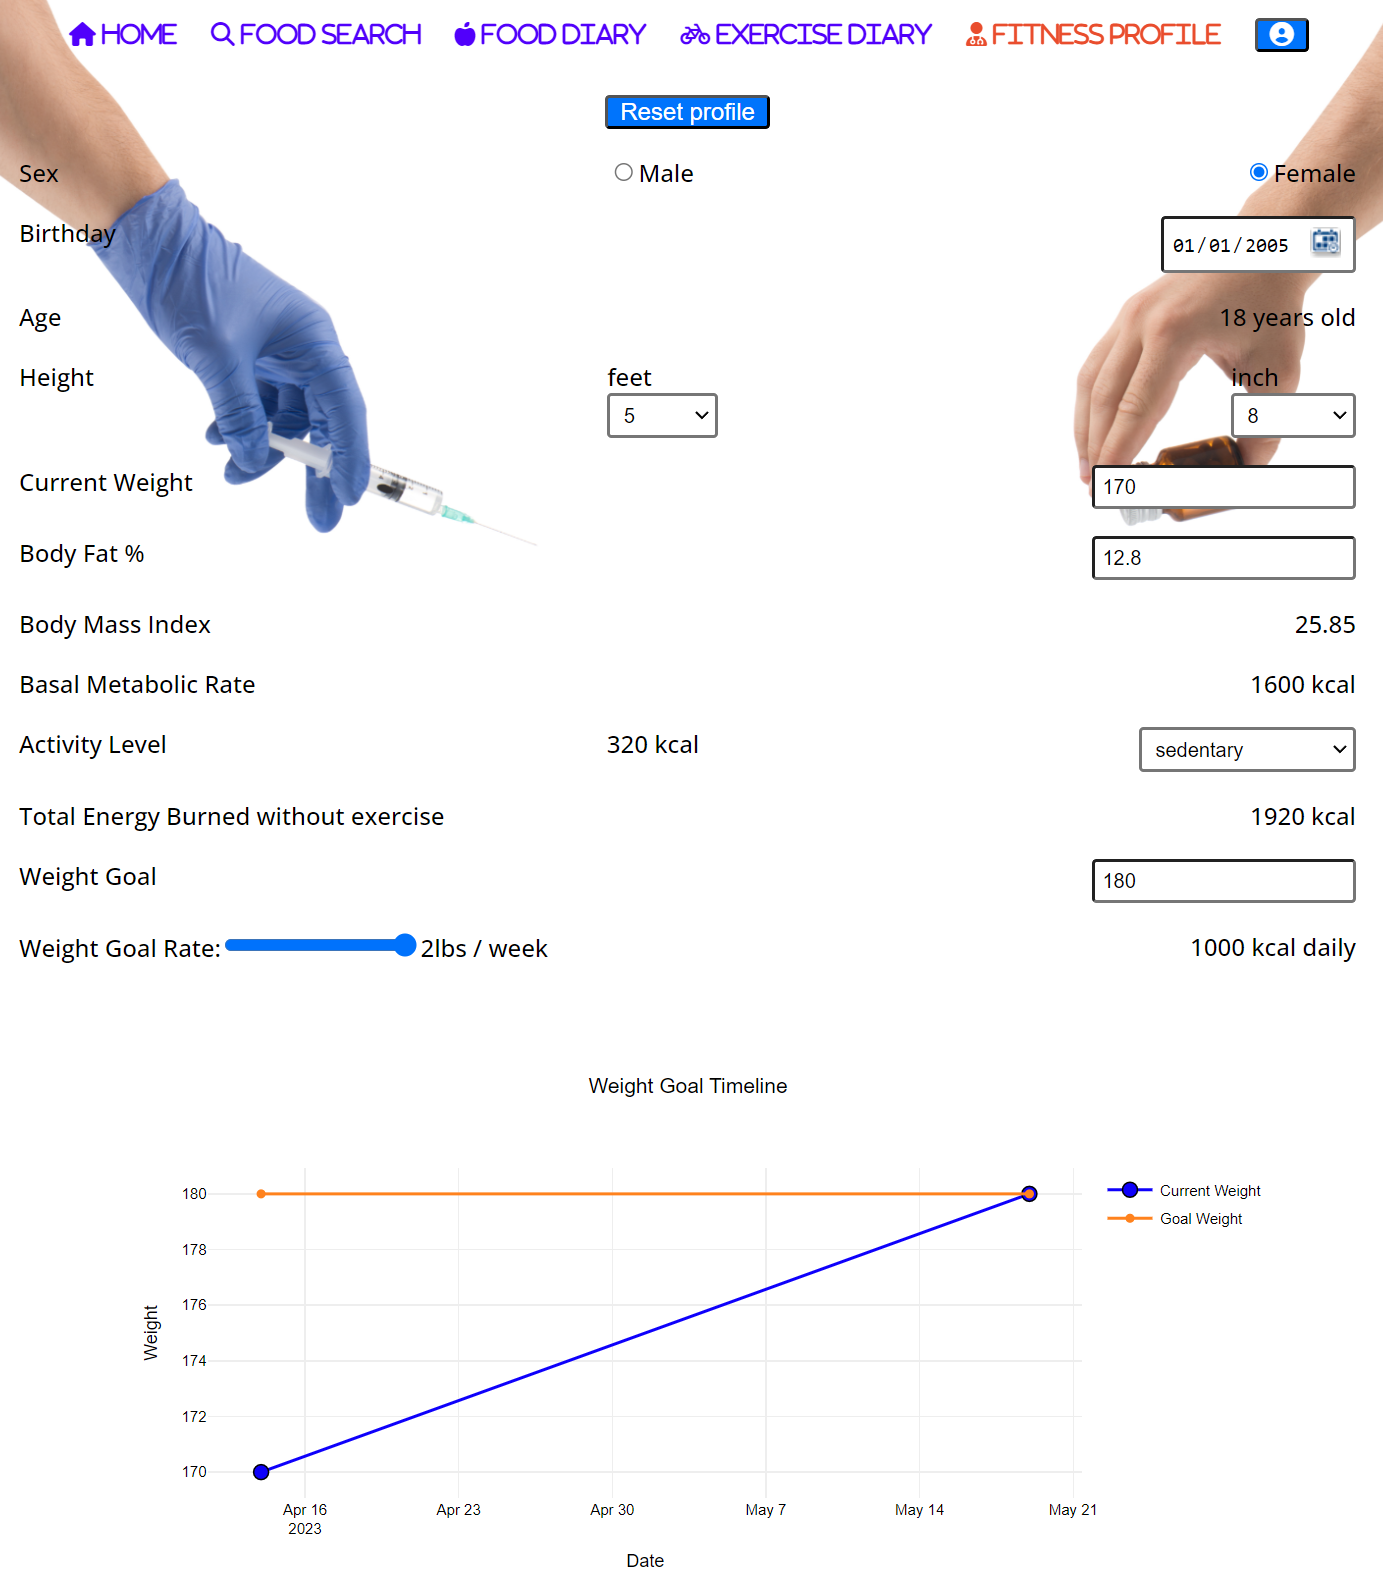 HOME FOOD SEARCH FOOD DIARY EXERCISE DIARY FITNESS PROFILE
Reset profile
Sex Male Female
Birthday 01/01/2005
Age 18 years old
Height feet inch
5 8
Current Weight 170
Body Fat % 12.8
Body Mass Index 25.85
Basal Metabolic Rate 1600 kcal
Activity Level 320 kcal sedentary
Total Energy Burned without exercise 1920 kcal
Weight Goal 180
Weight Goal Rate: 2lbs / week 1000 kcal daily
Weight Goal Timeline
180
178
176
174
172
170
Weight
Current Weight
Goal Weight
Apr 16 Apr 23 Apr 30 May 7 May 14 May 21
2023
Date